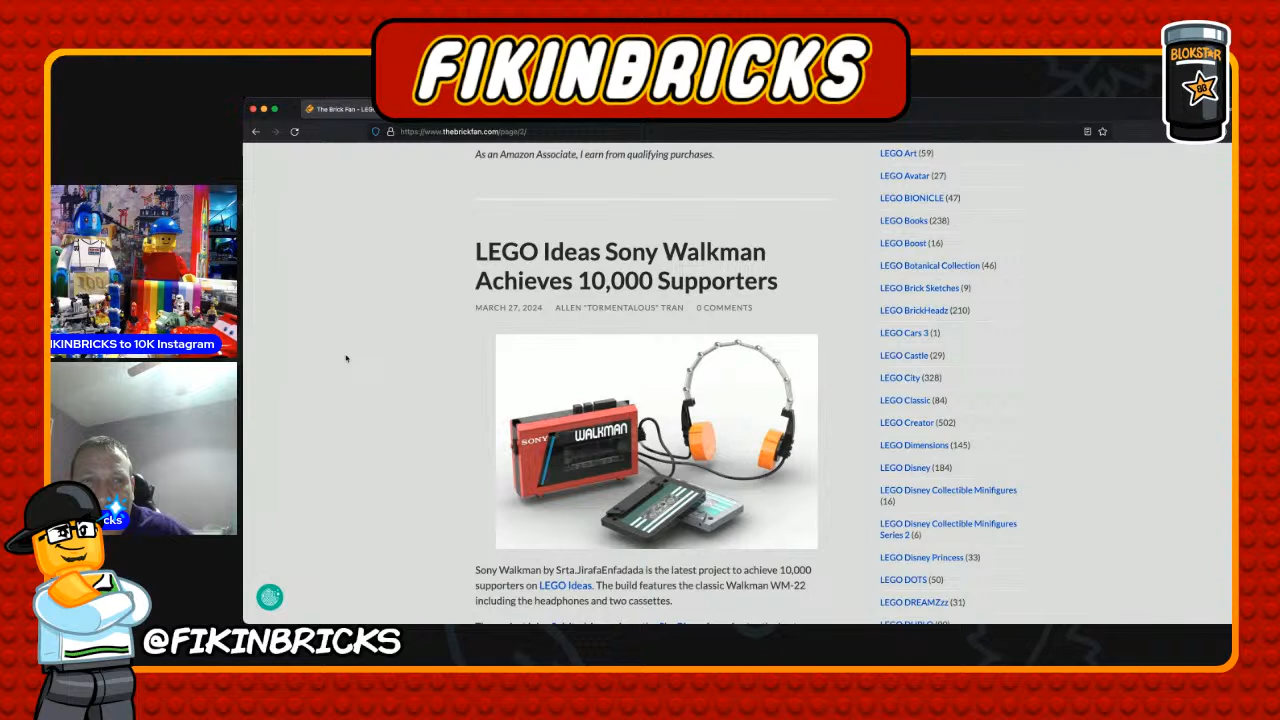 FIKINBRICKS
BLOKSTAR
The Brick Fan - LEG
https://www.thebrickfan.com/page/2/
As an Amazon Associate, I earn from qualifying purchases.
LEGO Ideas Sony Walkman
Achieves 10,000 Supporters
MARCH 27, 2024 ALLEN "TORMENTALOUS" TRAN 0 COMMENTS
SONY
WALKMAN
Sony Walkman by Srta.JirafaEnfadada is the latest project to achieve 10,000
supporters on LEGO Ideas. The build features the classic Walkman WM-22
including the headphones and two cassettes.
LEGO Art (59)
LEGO Avatar (27)
LEGO BIONICLE (47)
LEGO Books (238)
LEGO Boost (16)
LEGO Botanical Collection (46)
LEGO Brick Sketches (9)
LEGO BrickHeadz (210)
LEGO Cars 3 (1)
LEGO Castle (29)
LEGO City (328)
LEGO Classic (84)
LEGO Creator (502)
LEGO Dimensions (145)
LEGO Disney (184)
LEGO Disney Collectible Minifigures
(16)
LEGO Disney Collectible Minifigures
Series 2 (6)
LEGO Disney Princess (33)
LEGO DOTS (50)
LEGO DREAMZzz (31)
IKINBRICKS to 10K Instagram
cks
@FIKINBRICKS